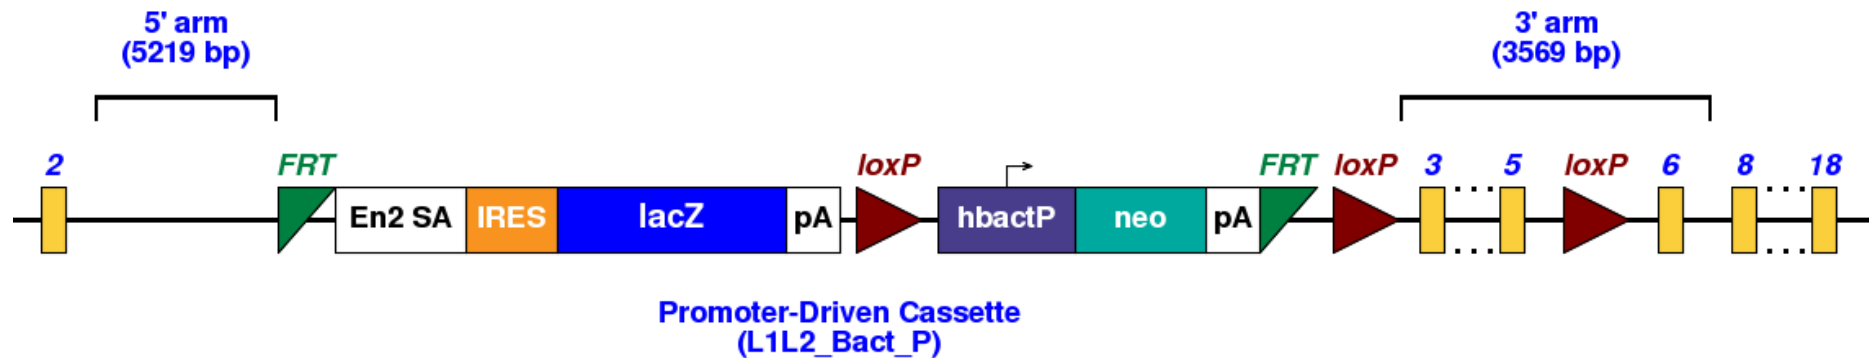 5' arm
(5219 bp)
3' arm
(3569 bp)
2 FRT loxP FRT loxP 3 5 loxP 6 8 18
En2 SA IRES lacZ pA hbactP neo pA
Promoter-Driven Cassette
(L1L2_Bact_P)